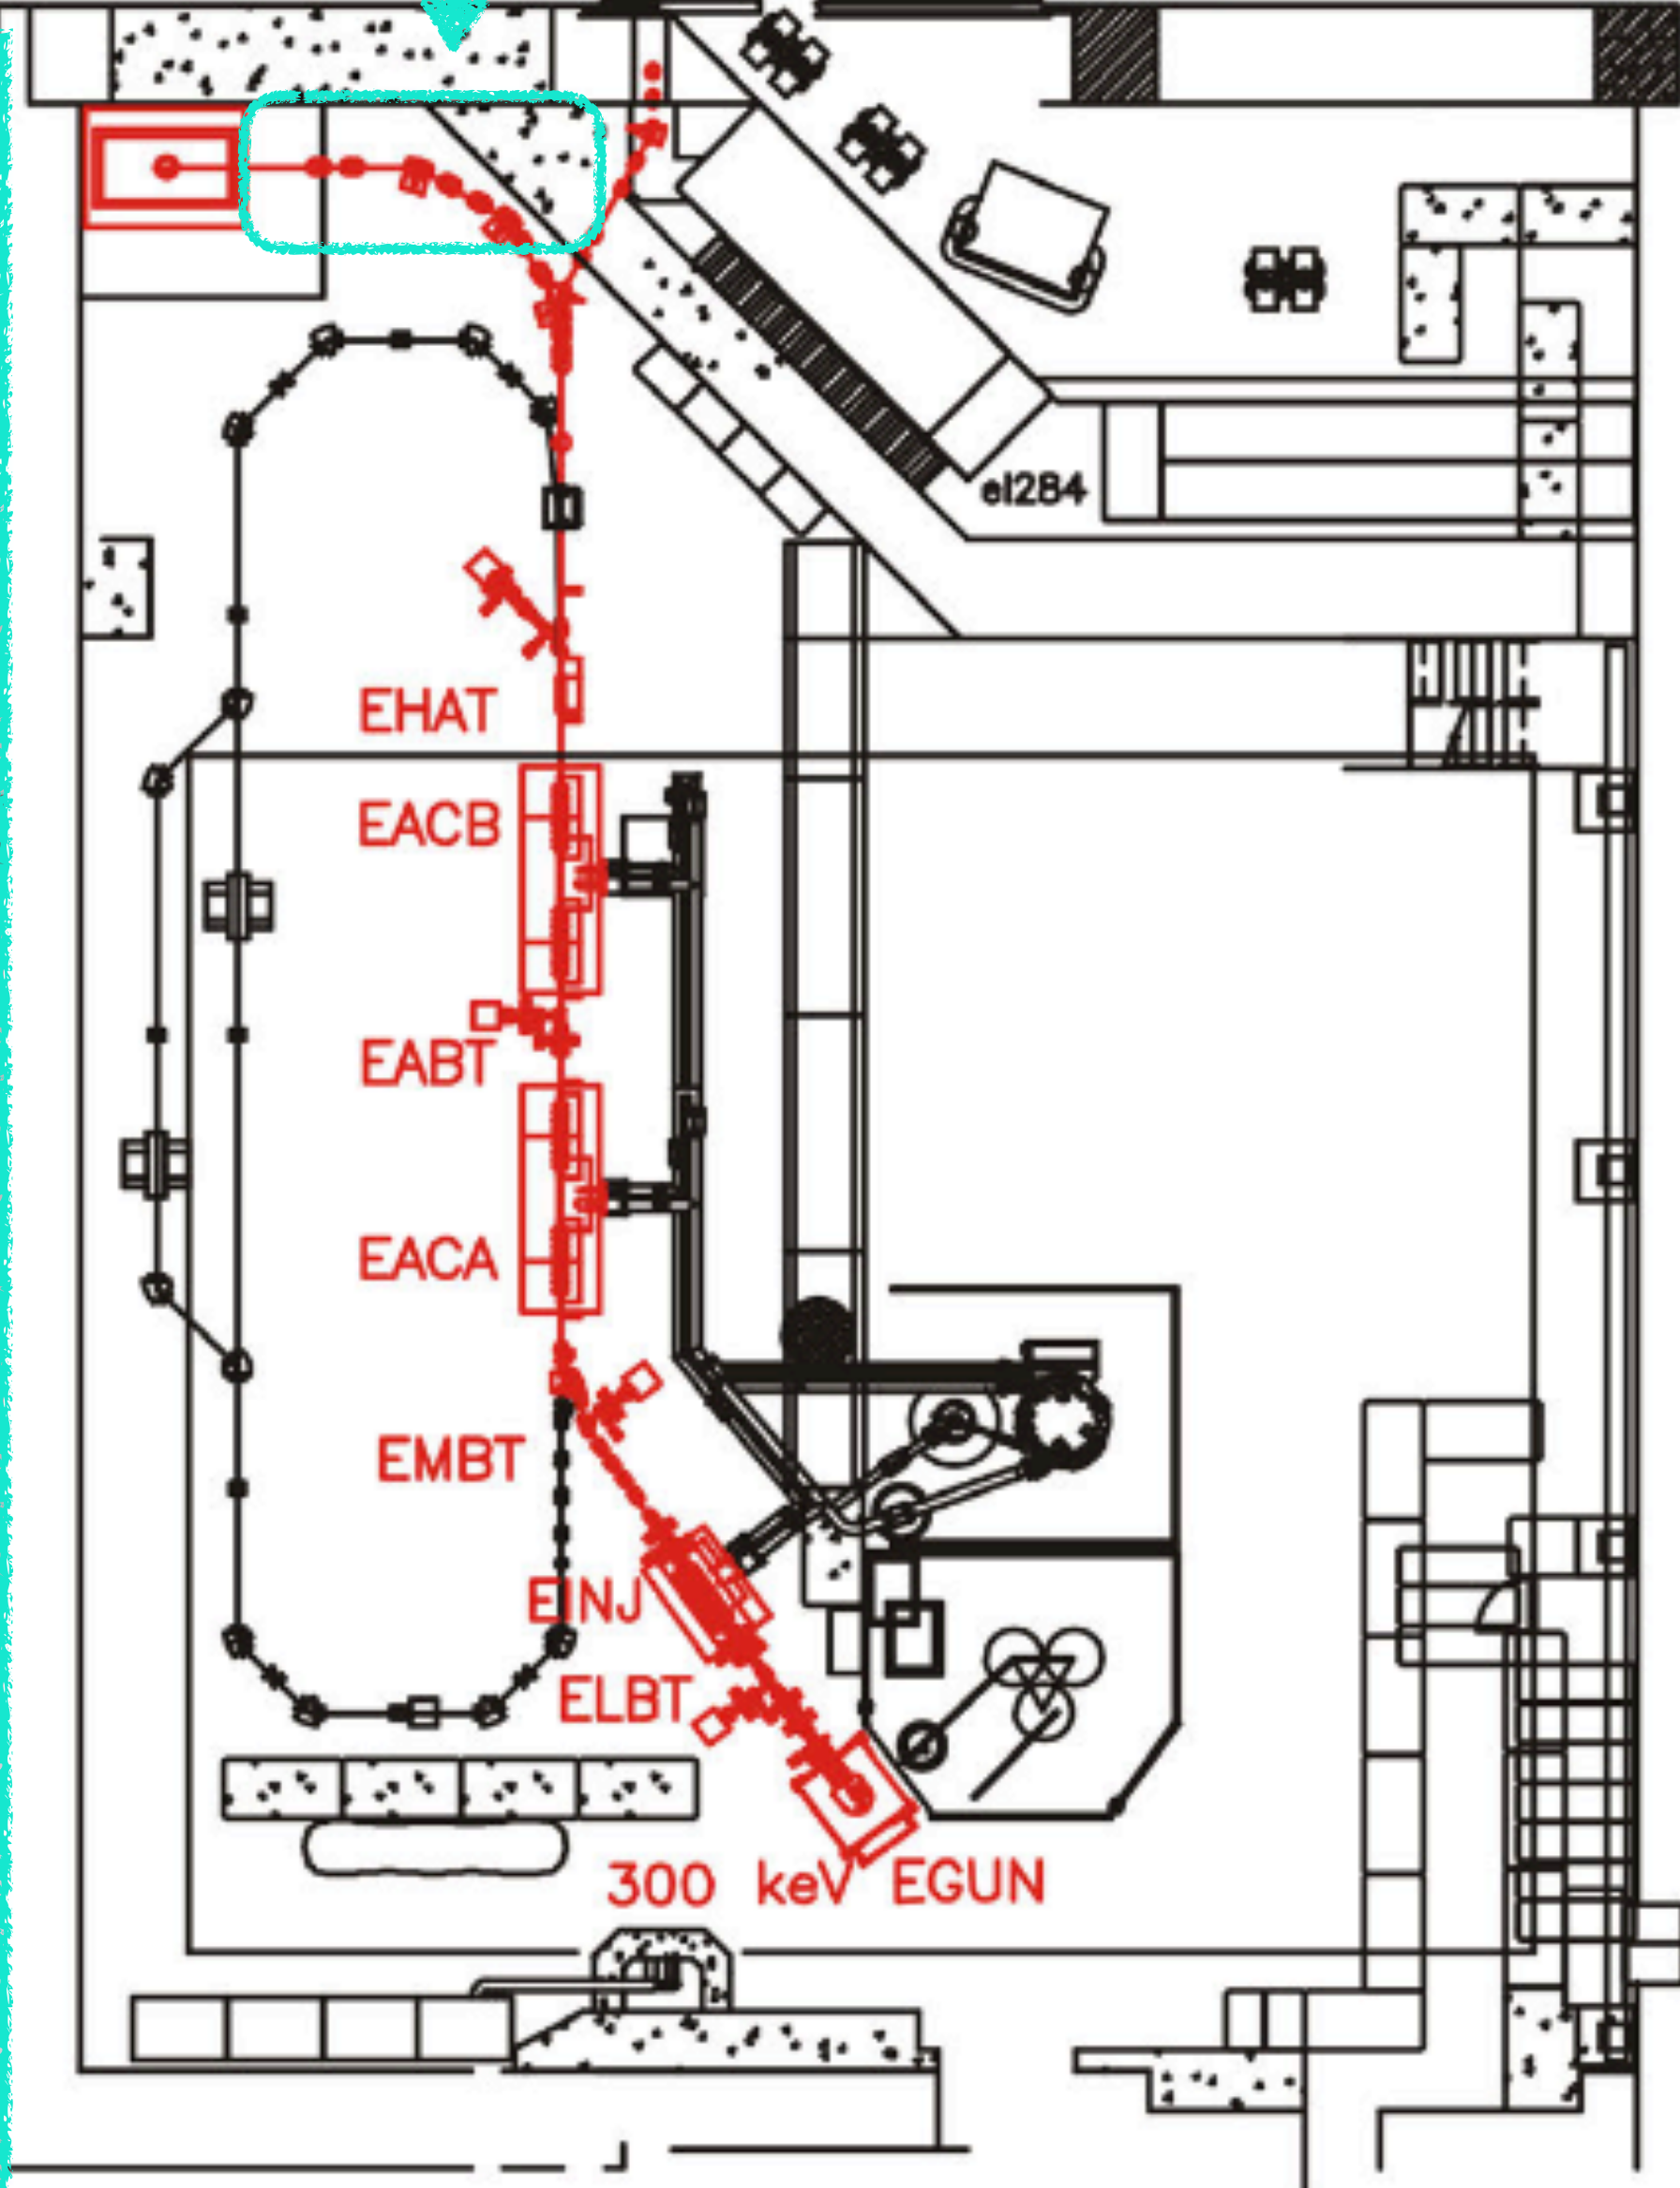 el284
EHAT
EACB
EABT
EACA
EMBT
EINJ
ELBT
300 keV EGUN